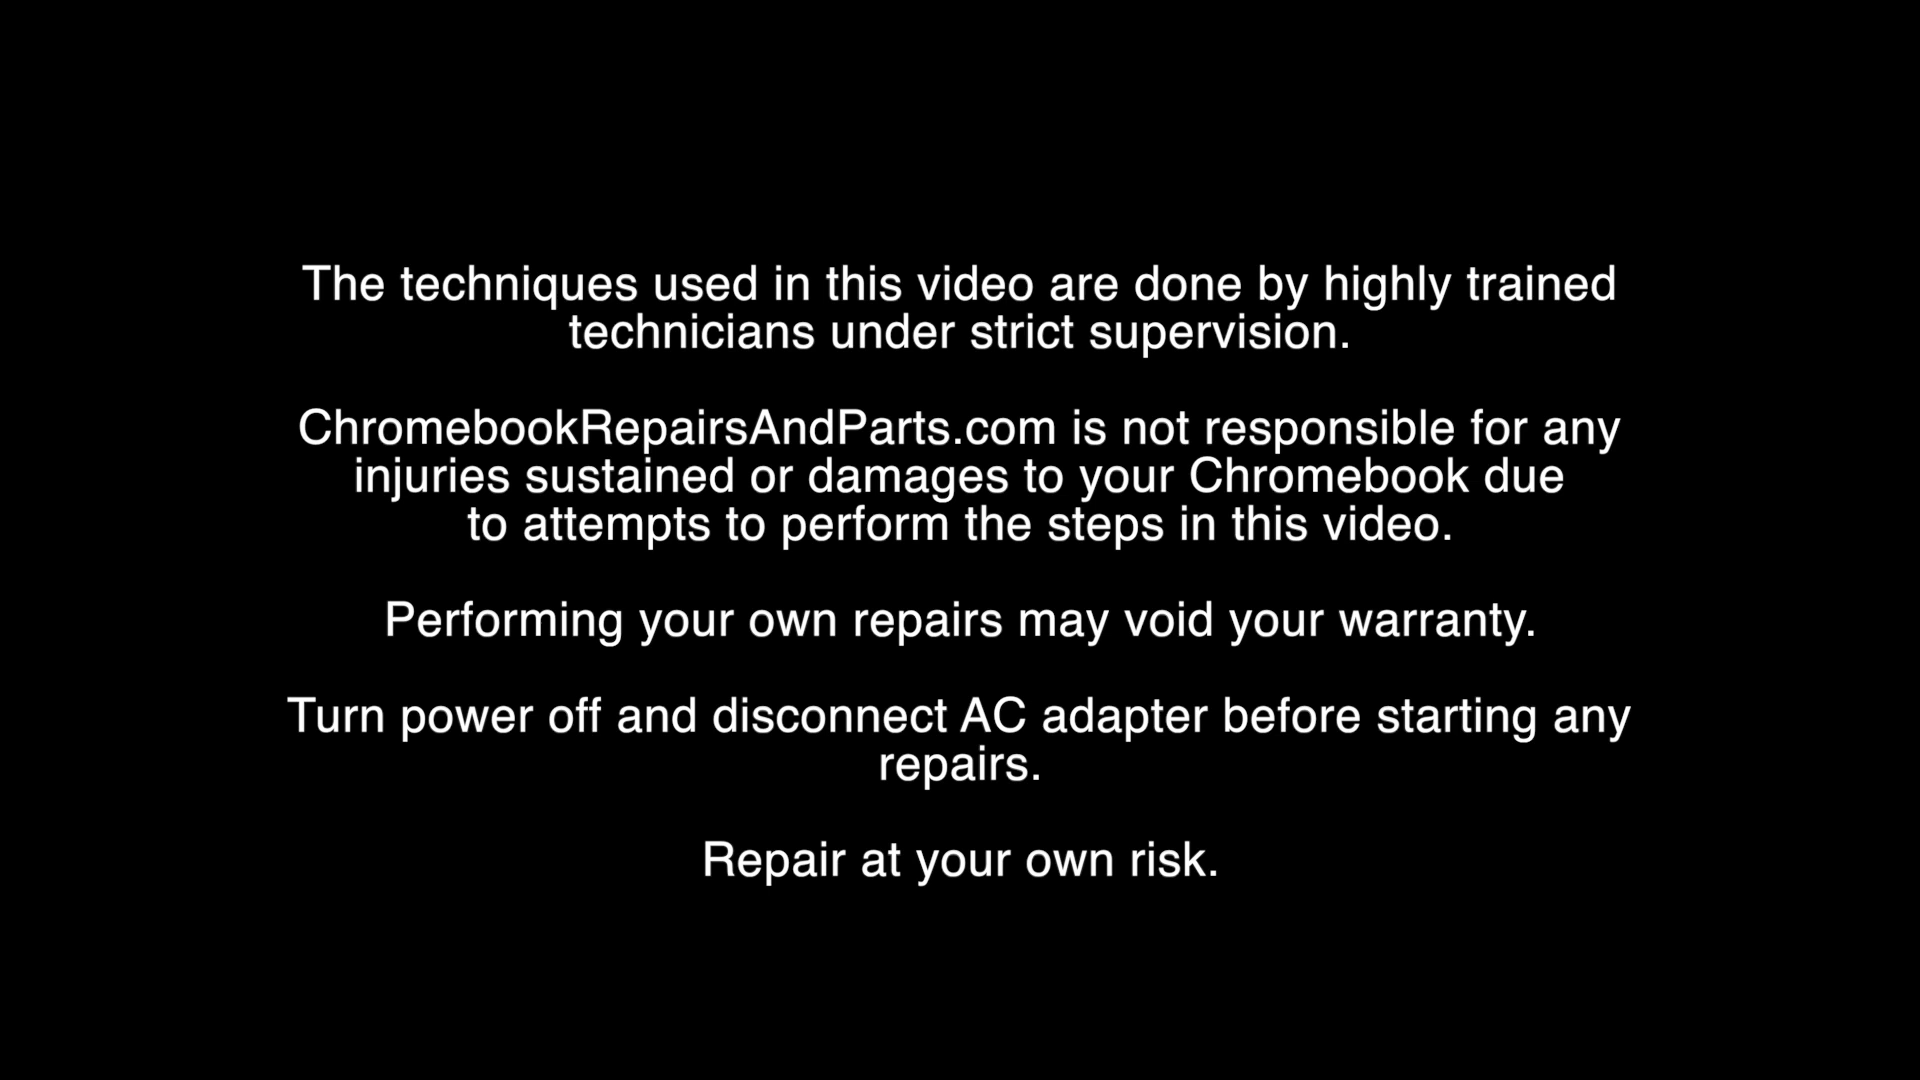 The techniques used in this video are done by highly trained
technicians under strict supervision.
ChromebookRepairsAndParts.com is not responsible for any
injuries sustained or damages to your Chromebook due
to attempts to perform the steps in this video.
Performing your own repairs may void your warranty.
Turn power off and disconnect AC adapter before starting any
repairs.
Repair at your own risk.